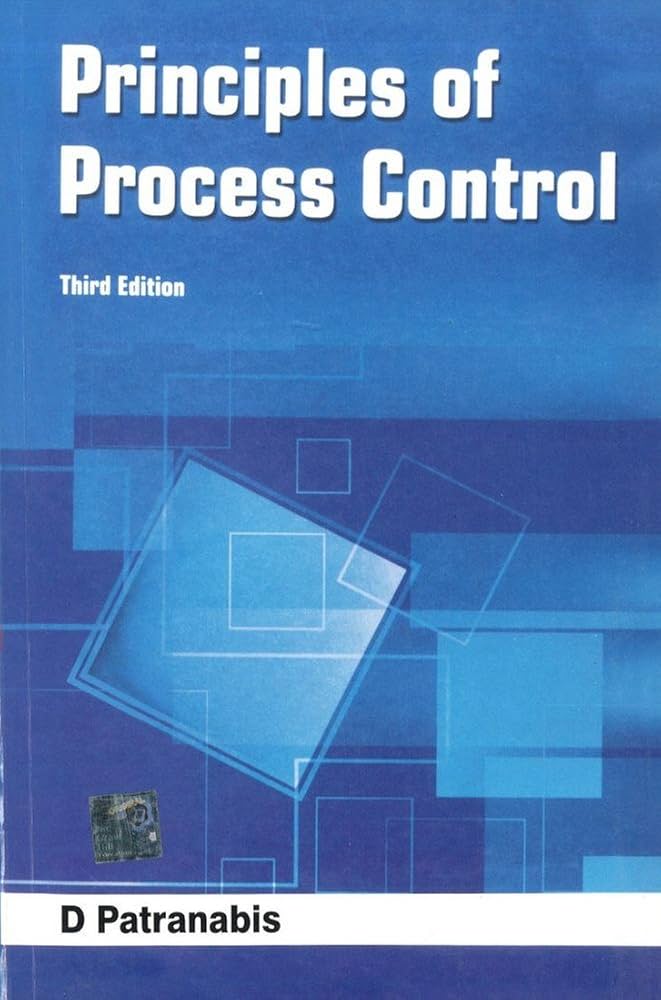 Principles of
Process Control
Third Edition
D Patranabis